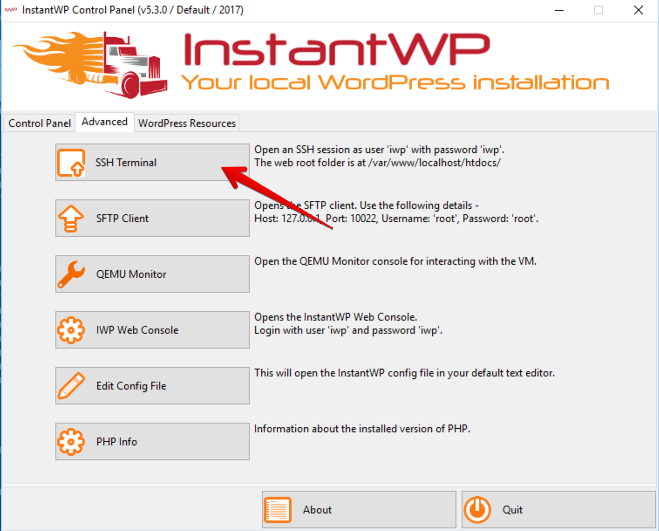 IWP InstantWP Control Panel (v5.3.0 / Default / 2017)
InstantWP
Your local WordPress installation
Control Panel Advanced WordPress Resources
SSH Terminal
Open an SSH session as user 'iwp' with password 'iwp'.
The web root folder is at /var/www/localhost/htdocs/
SFTP Client
Opens the SFTP client. Use the following details -
Host: 127.0.0.1, Port: 10022, Username: 'root', Password: 'root'.
QEMU Monitor
Open the QEMU Monitor console for interacting with the VM.
IWP Web Console
Opens the InstantWP Web Console.
Login with user 'iwp' and password 'iwp'.
Edit Config File
This will open the InstantWP config file in your default text editor.
PHP Info
Information about the installed version of PHP.
About
Quit